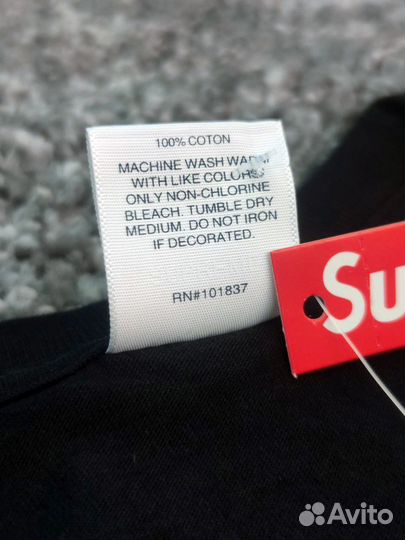 100% COTON
MACHINE WASH WARM
WITH LIKE COLORS
ONLY NON-CHLORINE
BLEACH. TUMBLE DRY
MEDIUM. DO NOT IRON
IF DECORATED.
RN#101837
Su
Avito